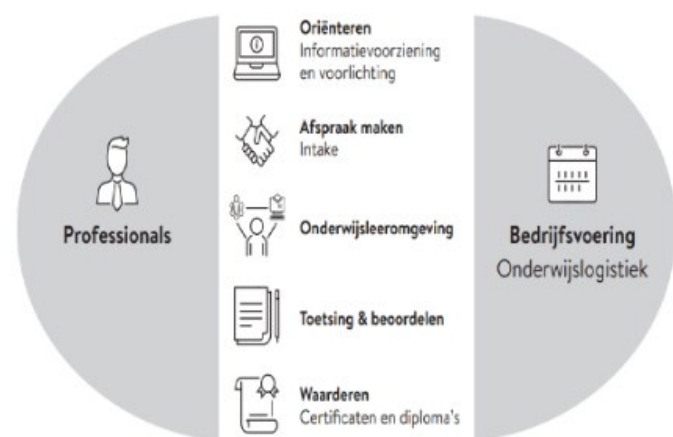 Professionals
Oriënteren
Informatievoorziening
en voorlichting
Afspraak maken
Intake
Onderwijsleeromgeving
Toetsing & beoordelen
Waarderen
Certificaten en diploma's
Bedrijfsvoering
Onderwijslogistiek